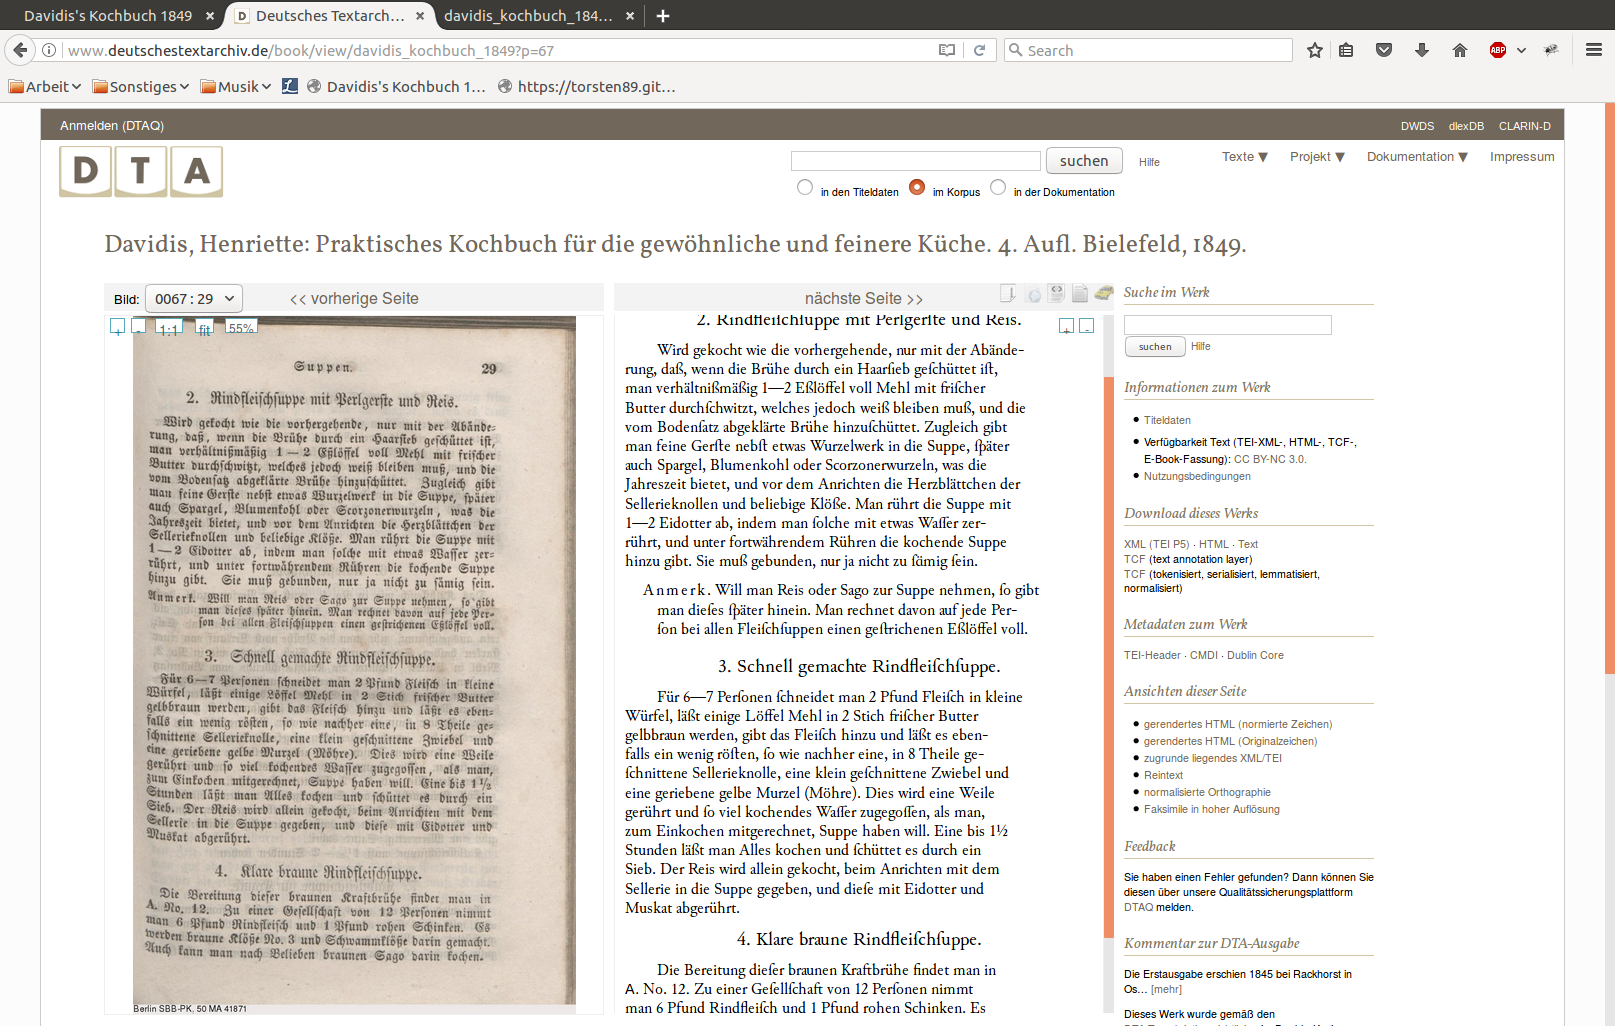 Davidis's Kochbuch 1849 ×
Deutsches Textarch… ×
davidis_kochbuch_184… ×
www.deutschestextarchiv.de/book/view/davidis_kochbuch_1849?p=67
Search
ABP
Arbeit
Sonstiges
Musik
Davidis's Kochbuch 1…
https://torsten89.git…
Anmelden (DTAQ)
DWDS dlexDB CLARIN-D
D T A
suchen Hilfe
in den Titeldaten im Korpus in der Dokumentation
Texte ▼ Projekt ▼ Dokumentation ▼ Impressum
Davidis, Henriette: Praktisches Kochbuch für die gewöhnliche und feinere Küche. 4. Aufl. Bielefeld, 1849.
Bild: 0067 : 29 << vorherige Seite
nächste Seite >>
+ - 1:1 fit 55%
Suppen. 29
2. Rindfleiſchſuppe mit Perlgerſte und Reis.
Wird gekocht wie die vorhergehende, nur mit der Abände-
rung, daß, wenn die Brühe durch ein Haarſieb geſchüttet iſt,
man verhältnißmäßig 1 — 2 Eßlöffel voll Mehl mit friſcher
Butter durchſchwitzt, welches jedoch weiß bleiben muß, und die
vom Bodenſatz abgeklärte Brühe hinzuſchüttet. Zugleich gibt
man feine Gerſte nebſt etwas Wurzelwerk in die Suppe, ſpäter
auch Spargel, Blumenkohl oder Scorzonerwurzeln, was die
Jahreszeit bietet, und vor dem Anrichten die Herzblättchen der
Sellerieknollen und beliebige Klöße. Man rührt die Suppe mit
1 — 2 Eidotter ab, indem man ſolche mit etwas Waſſer zer-
rührt, und unter fortwährendem Rühren die kochende Suppe
hinzu gibt. Sie muß gebunden, nur ja nicht zu ſämig ſein.
Anmerk. Will man Reis oder Sago zur Suppe nehmen, ſo gibt
man dieſes ſpäter hinein. Man rechnet davon auf jede Per-
ſon bei allen Fleiſchſuppen einen geſtrichenen Eßlöffel voll.
3. Schnell gemachte Rindfleiſchſuppe.
Für 6—7 Perſonen ſchneidet man 2 Pfund Fleiſch in kleine
Würfel, läßt einige Löffel Mehl in 2 Stich friſcher Butter
gelbbraun werden, gibt das Fleiſch hinzu und läßt es eben-
falls ein wenig röſten, ſo wie nachher eine, in 8 Theile ge-
ſchnittene Sellerieknolle, eine klein geſchnittene Zwiebel und
eine geriebene gelbe Murzel (Möhre). Dies wird eine Weile
gerührt und ſo viel kochendes Waſſer zugegoſſen, als man,
zum Einkochen mitgerechnet, Suppe haben will. Eine bis 1½
Stunden läßt man Alles kochen und ſchüttet es durch ein
Sieb. Der Reis wird allein gekocht, beim Anrichten mit dem
Sellerie in die Suppe gegeben, und dieſe mit Eidotter und
Muskat abgerührt.
4. Klare braune Rindfleiſchſuppe.
Die Bereitung dieſer braunen Kraftbrühe findet man in
A. No. 12. Zu einer Geſellſchaft von 12 Perſonen nimmt
man 6 Pfund Rindfleiſch und 1 Pfund rohen Schinken. Es
werden braune Klöße No. 3 und Schwammklöße darin gemacht.
Auch kann man nach Belieben braunen Sago darin kochen.
Berlin SBB-PK, 50 MA 41871
+ -
2. Rindfleiſchſuppe mit Perlgerſte und Reis.
Wird gekocht wie die vorhergehende, nur mit der Abände-
rung, daß, wenn die Brühe durch ein Haarſieb geſchüttet iſt,
man verhältnißmäßig 1—2 Eßlöffel voll Mehl mit friſcher
Butter durchſchwitzt, welches jedoch weiß bleiben muß, und die
vom Bodenſatz abgeklärte Brühe hinzuſchüttet. Zugleich gibt
man feine Gerſte nebſt etwas Wurzelwerk in die Suppe, ſpäter
auch Spargel, Blumenkohl oder Scorzonerwurzeln, was die
Jahreszeit bietet, und vor dem Anrichten die Herzblättchen der
Sellerieknollen und beliebige Klöße. Man rührt die Suppe mit
1—2 Eidotter ab, indem man ſolche mit etwas Waſſer zer-
rührt, und unter fortwährendem Rühren die kochende Suppe
hinzu gibt. Sie muß gebunden, nur ja nicht zu ſämig ſein.
Anmerk. Will man Reis oder Sago zur Suppe nehmen, ſo gibt
man dieſes ſpäter hinein. Man rechnet davon auf jede Per-
ſon bei allen Fleiſchſuppen einen geſtrichenen Eßlöffel voll.
3. Schnell gemachte Rindfleiſchſuppe.
Für 6—7 Perſonen ſchneidet man 2 Pfund Fleiſch in kleine
Würfel, läßt einige Löffel Mehl in 2 Stich friſcher Butter
gelbbraun werden, gibt das Fleiſch hinzu und läßt es eben-
falls ein wenig röſten, ſo wie nachher eine, in 8 Theile ge-
ſchnittene Sellerieknolle, eine klein geſchnittene Zwiebel und
eine geriebene gelbe Murzel (Möhre). Dies wird eine Weile
gerührt und ſo viel kochendes Waſſer zugegoſſen, als man,
zum Einkochen mitgerechnet, Suppe haben will. Eine bis 1½
Stunden läßt man Alles kochen und ſchüttet es durch ein
Sieb. Der Reis wird allein gekocht, beim Anrichten mit dem
Sellerie in die Suppe gegeben, und dieſe mit Eidotter und
Muskat abgerührt.
4. Klare braune Rindfleiſchſuppe.
Die Bereitung dieſer braunen Kraftbrühe findet man in
A. No. 12. Zu einer Geſellſchaft von 12 Perſonen nimmt
man 6 Pfund Rindfleiſch und 1 Pfund rohen Schinken. Es
Suche im Werk
suchen Hilfe
Informationen zum Werk
Titeldaten
Verfügbarkeit Text (TEI-XML-, HTML-, TCF-,
E-Book-Fassung): CC BY-NC 3.0.
Nutzungsbedingungen
Download dieses Werks
XML (TEI P5) · HTML · Text
TCF (text annotation layer)
TCF (tokenisiert, serialisiert, lemmatisiert,
normalisiert)
Metadaten zum Werk
TEI-Header · CMDI · Dublin Core
Ansichten dieser Seite
gerendertes HTML (normierte Zeichen)
gerendertes HTML (Originalzeichen)
zugrunde liegendes XML/TEI
Reintext
normalisierte Orthographie
Faksimile in hoher Auflösung
Feedback
Sie haben einen Fehler gefunden? Dann können Sie
diesen über unsere Qualitätssicherungsplattform
DTAQ melden.
Kommentar zur DTA-Ausgabe
Die Erstausgabe erschien 1845 bei Rackhorst in
Os… [mehr]
Dieses Werk wurde gemäß den